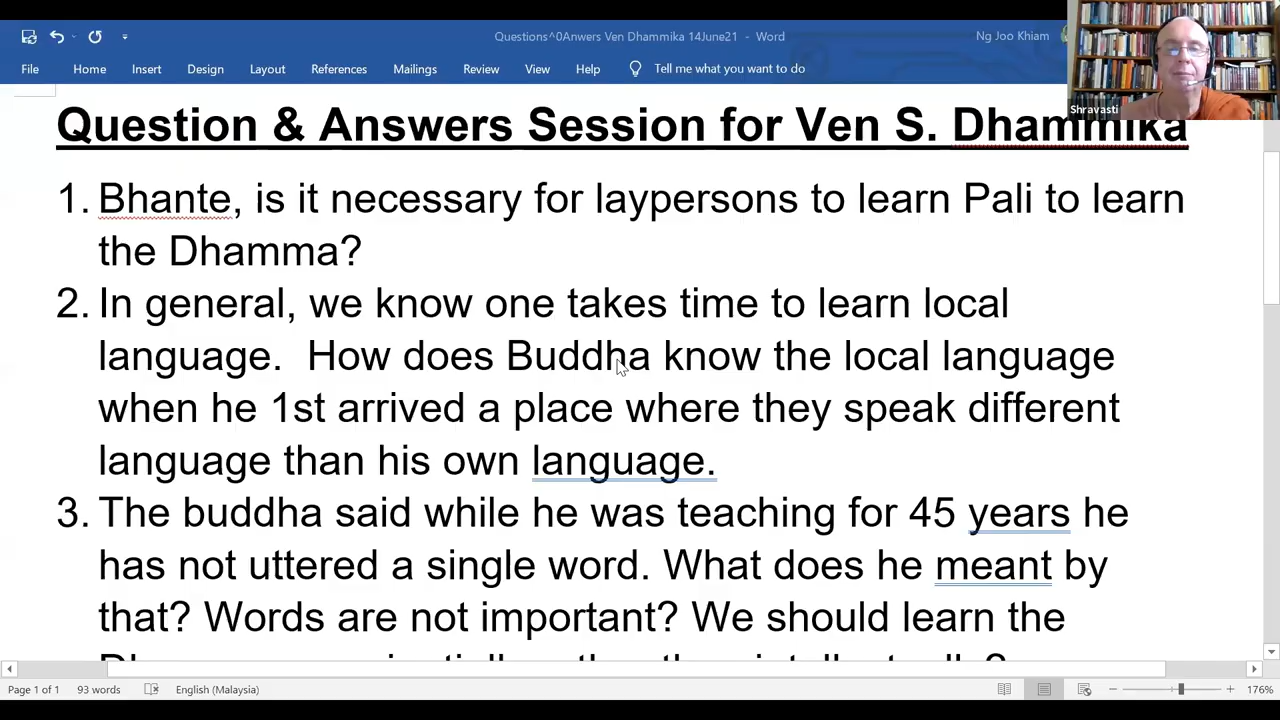 Questions^0Anwers Ven Dhammika 14June21 - Word
Ng Joo Khiam
File Home Insert Design Layout References Mailings Review View Help Tell me what you want to do
Shravasti
Question & Answers Session for Ven S. Dhammika
1. Bhante, is it necessary for laypersons to learn Pali to learn
the Dhamma?
2. In general, we know one takes time to learn local
language. How does Buddha know the local language
when he 1st arrived a place where they speak different
language than his own language.
3. The buddha said while he was teaching for 45 years he
has not uttered a single word. What does he meant by
that? Words are not important? We should learn the
Page 1 of 1 93 words English (Malaysia) 176%